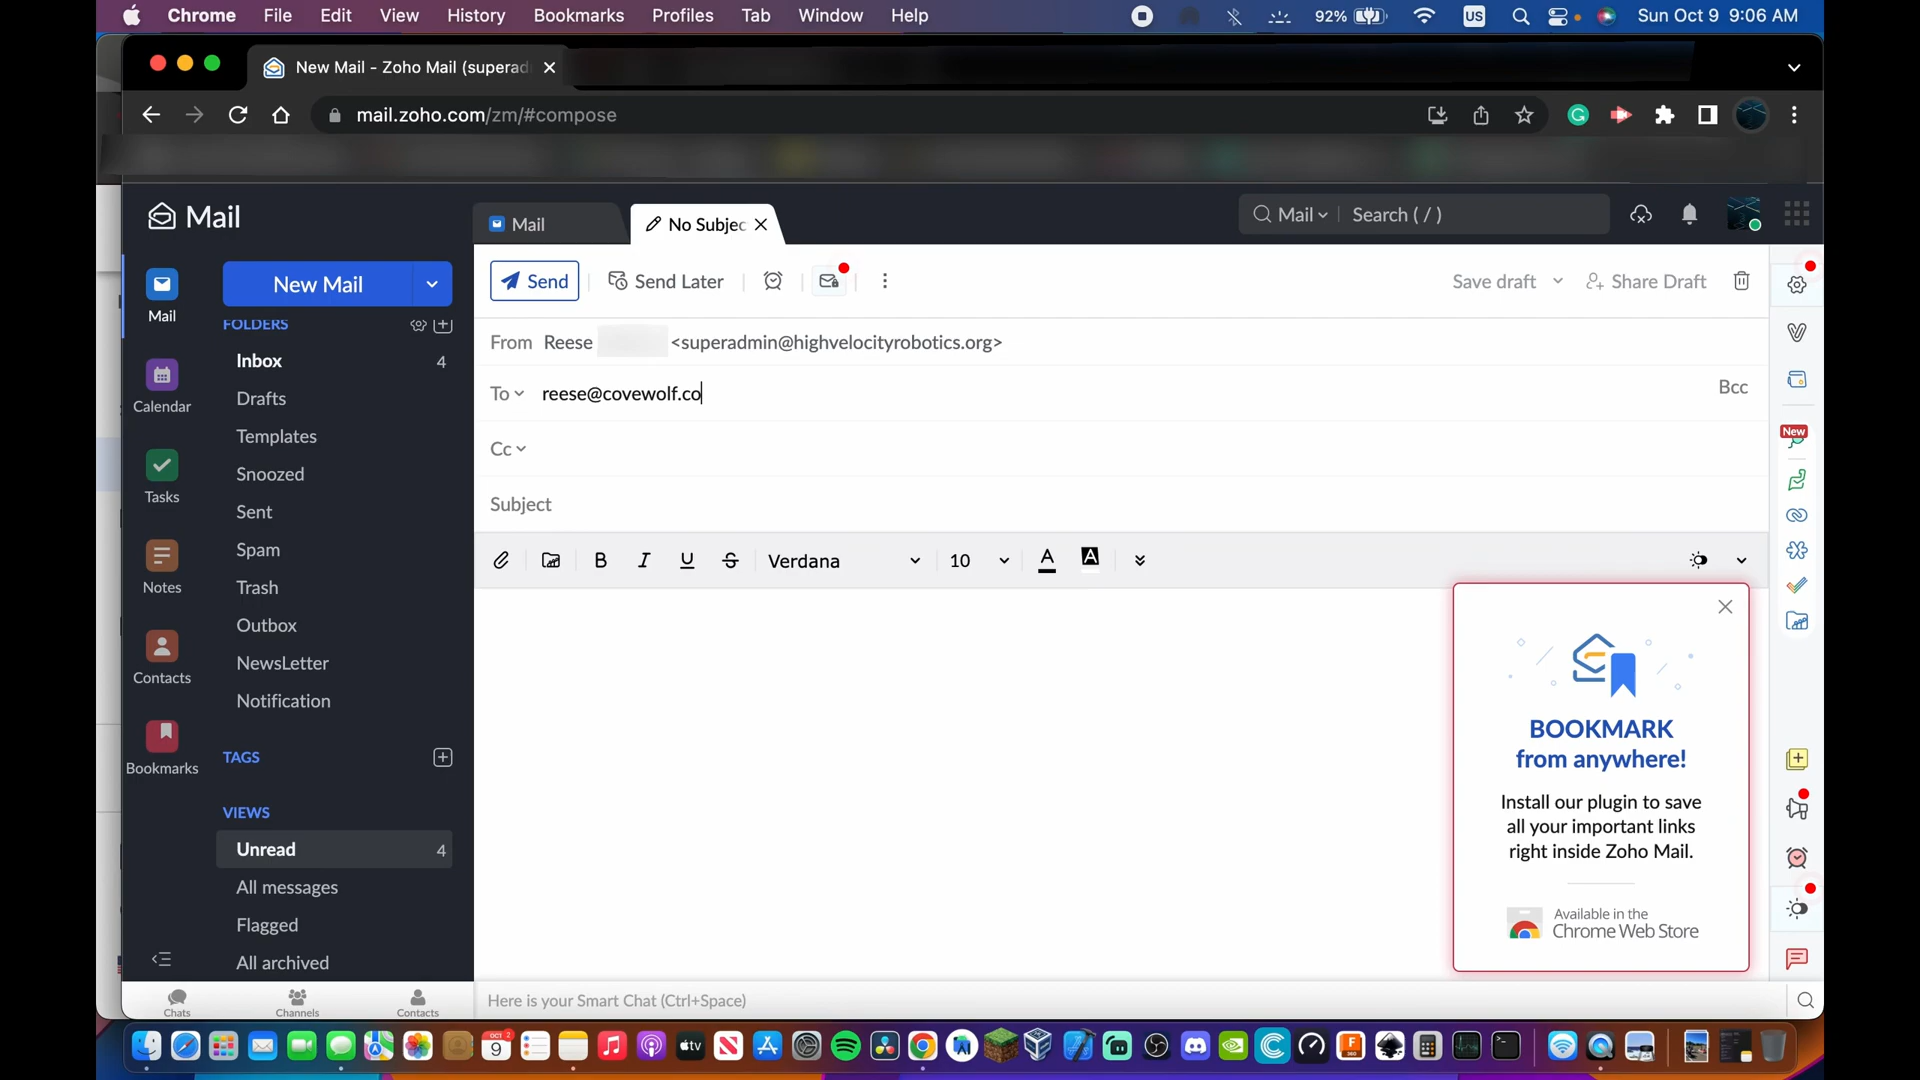 Chrome File Edit View History Bookmarks Profiles Tab Window Help 92% US Sun Oct 9 9:06 AM
New Mail - Zoho Mail (superad
mail.zoho.com/zm/#compose
Mail
Mail
No Subjec
Mail Search ( / )
New Mail
Send
Send Later
Save draft
Share Draft
Mail
Calendar
Tasks
Notes
Contacts
Bookmarks
FOLDERS
Inbox 4
Drafts
Templates
Snoozed
Sent
Spam
Trash
Outbox
NewsLetter
Notification
TAGS
VIEWS
Unread 4
All messages
Flagged
All archived
From Reese <superadmin@highvelocityrobotics.org>
To reese@covewolf.co
Bcc
Cc
Subject
B I U S Verdana 10 A A
New
BOOKMARK
from anywhere!
Install our plugin to save
all your important links
right inside Zoho Mail.
Available in the
Chrome Web Store
Chats
Channels
Contacts
Here is your Smart Chat (Ctrl+Space)
OCT
9
tv